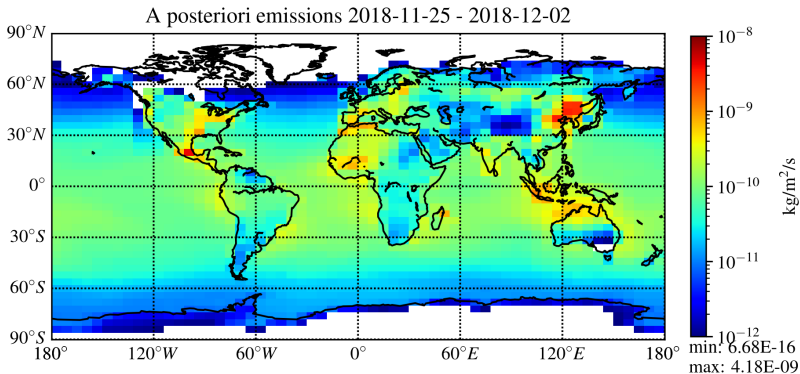 A posteriori emissions 2018-11-25 - 2018-12-02
90°N
60°N
30°N
0°
30°S
60°S
90°S
180°
120°W
60°W
0°
60°E
120°E
180°
10⁻⁸
10⁻⁹
10⁻¹⁰
10⁻¹¹
10⁻¹²
kg/m²/s
min: 6.68E-16
max: 4.18E-09